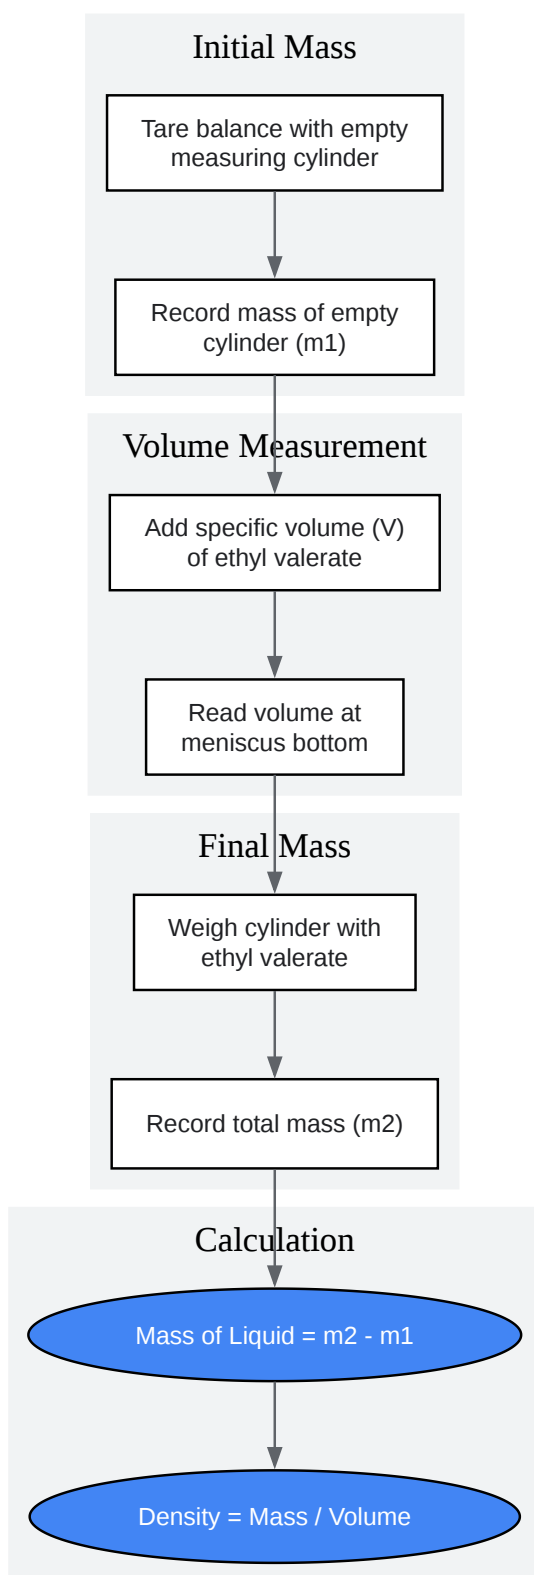 Initial Mass
Tare balance with empty
measuring cylinder
Record mass of empty
cylinder (m1)
Volume Measurement
Add specific volume (V)
of ethyl valerate
Read volume at
meniscus bottom
Final Mass
Weigh cylinder with
ethyl valerate
Record total mass (m2)
Calculation
Mass of Liquid = m2 - m1
Density = Mass / Volume